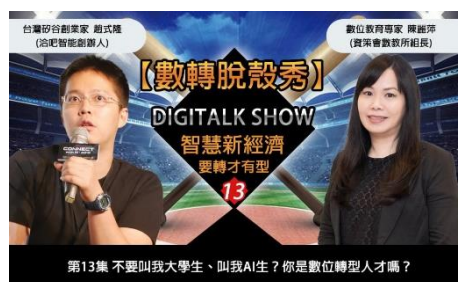 台灣矽谷創業家 趙式隆
(洽吧智能創辦人)
數位教育專家 陳麗萍
(資策會數教所組長)
【數轉脫殼秀】
DIGITALK SHOW
智慧新經濟
要轉才有型
13
CONNECT
第13集 不要叫我大學生、叫我AI生？你是數位轉型人才嗎？